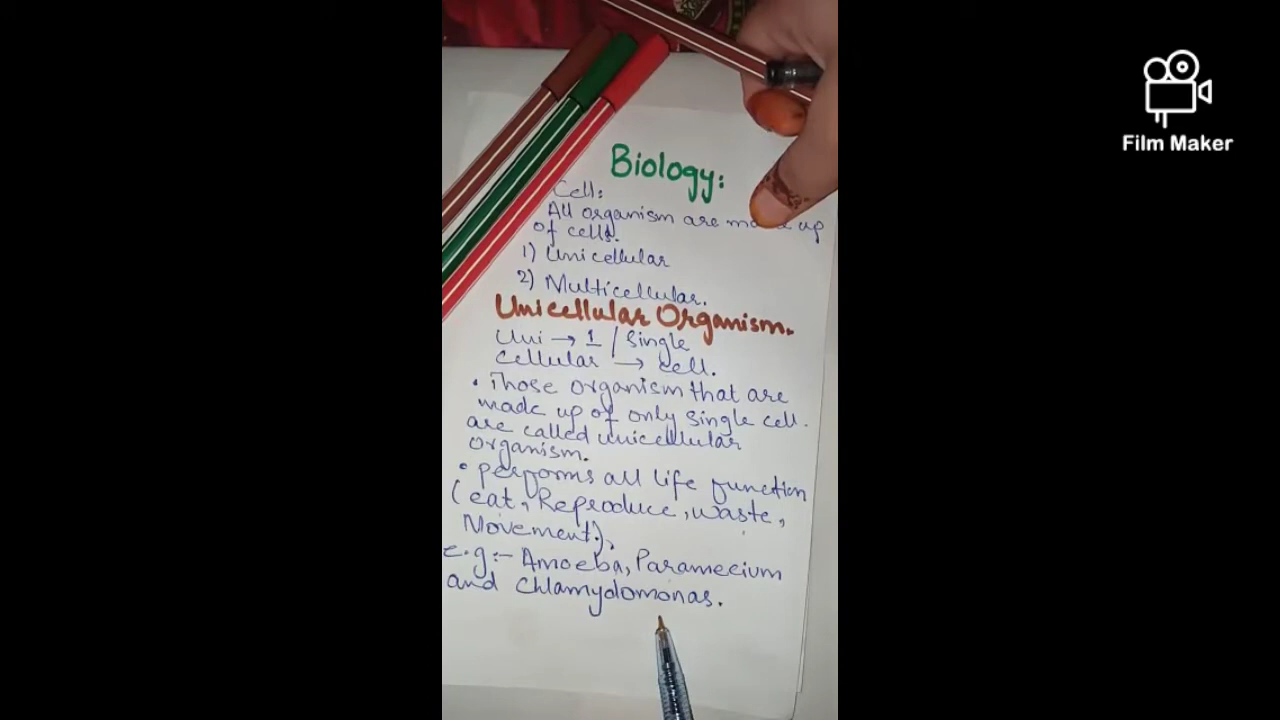 Biology:
Cell:
All organism are made up
of cells.
1) Unicellular
2) Multicellular.
Unicellular Organism.
Uni → 1 / Single
Cellular → cell.
• Those organism that are
made up of only single cell.
are called unicellular
organism.
• performs all life function
(eat, Reproduce, waste,
Movement).
e.g:- Amoeba, Paramecium
and Chlamydomonas.
Film Maker